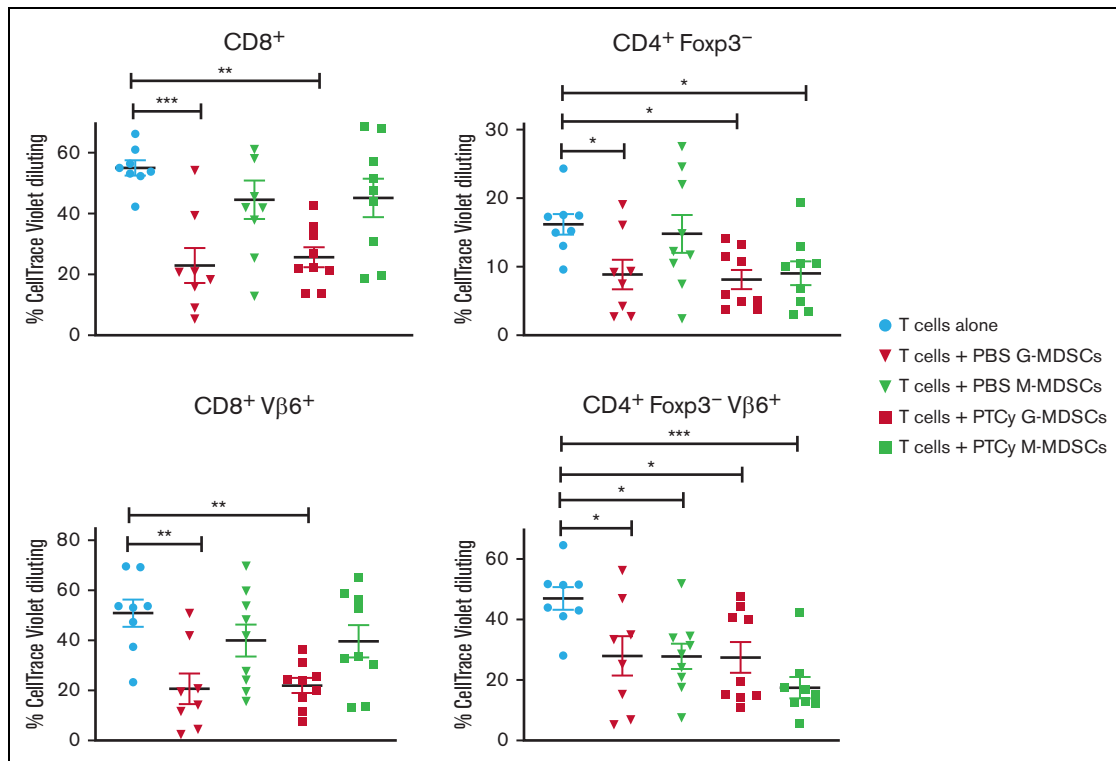 CD8⁺
**
***
% CellTrace Violet diluting
60
40
20
0
CD4⁺ Foxp3⁻
*
*
*
% CellTrace Violet diluting
30
20
10
0
T cells alone
T cells + PBS G-MDSCs
T cells + PBS M-MDSCs
T cells + PTCy G-MDSCs
T cells + PTCy M-MDSCs
CD8⁺ Vβ6⁺
**
**
% CellTrace Violet diluting
80
60
40
20
0
CD4⁺ Foxp3⁻ Vβ6⁺
***
*
*
*
% CellTrace Violet diluting
60
40
20
0